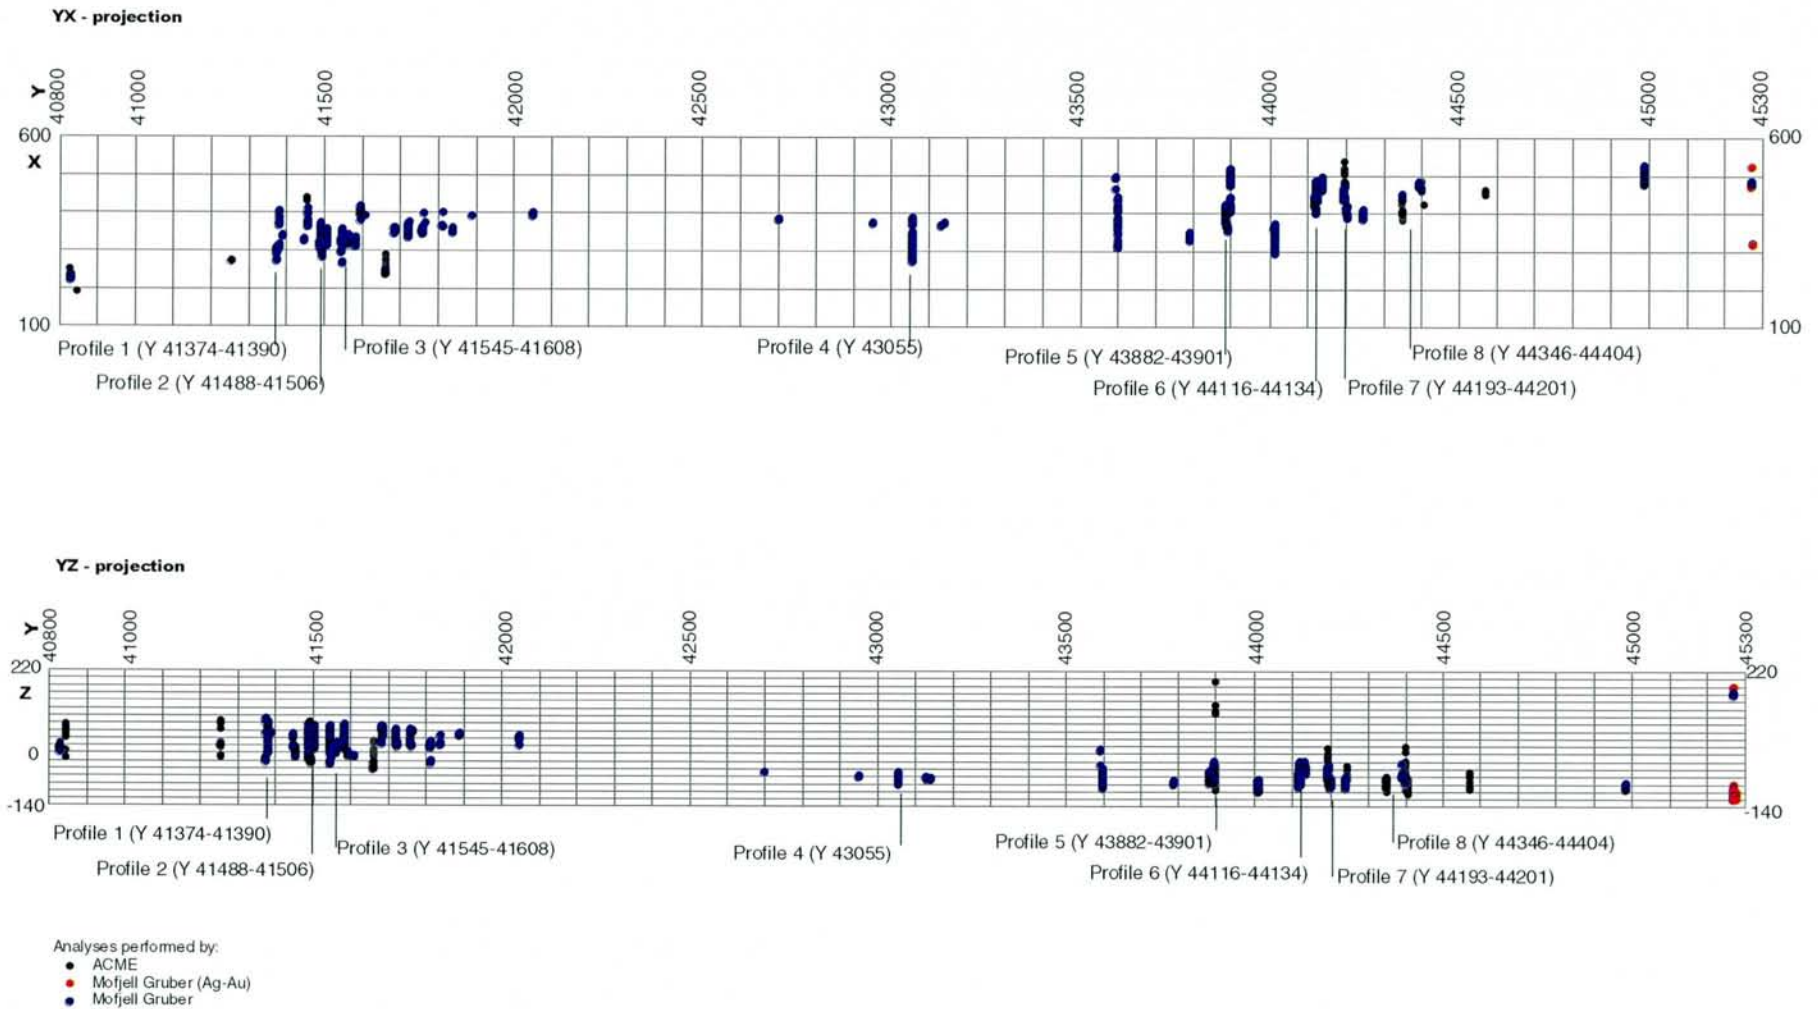 YX - projection
Y
40800
41000
41500
42000
42500
43000
43500
44000
44500
45000
45300
600
600
X
100
100
Profile 1 (Y 41374-41390)
Profile 3 (Y 41545-41608)
Profile 4 (Y 43055)
Profile 5 (Y 43882-43901)
Profile 8 (Y 44346-44404)
Profile 2 (Y 41488-41506)
Profile 6 (Y 44116-44134)
Profile 7 (Y 44193-44201)
YZ - projection
Y
40800
41000
41500
42000
42500
43000
43500
44000
44500
45000
45300
220
220
Z
0
-140
-140
Profile 1 (Y 41374-41390)
Profile 3 (Y 41545-41608)
Profile 4 (Y 43055)
Profile 5 (Y 43882-43901)
Profile 8 (Y 44346-44404)
Profile 2 (Y 41488-41506)
Profile 6 (Y 44116-44134)
Profile 7 (Y 44193-44201)
Analyses performed by:
ACME
Mofjell Gruber (Ag-Au)
Mofjell Gruber